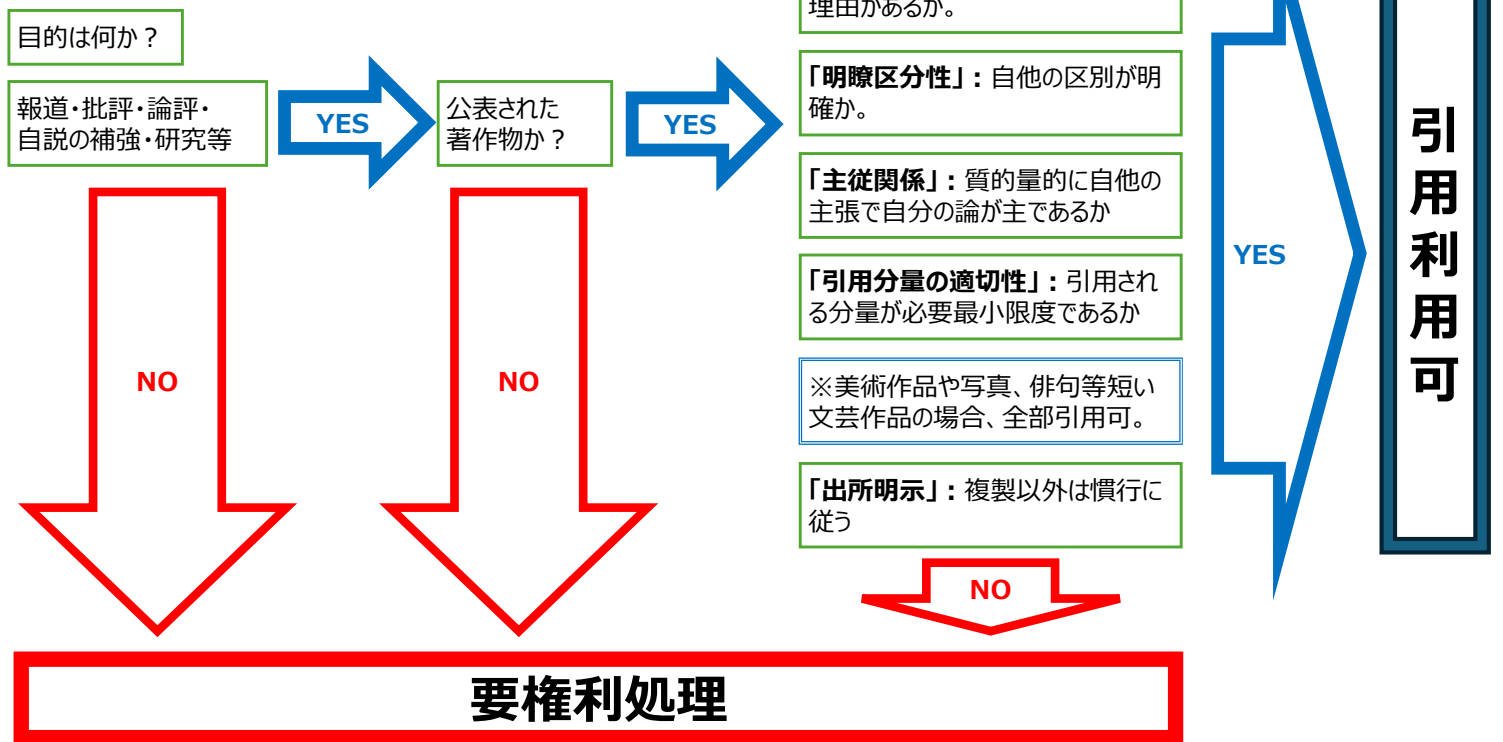 目的は何か？
報道・批評・論評・
自説の補強・研究等
YES
公表された
著作物か？
YES
理由があるか。
「明瞭区分性」：自他の区別が明
確か。
「主従関係」：質的量的に自他の
主張で自分の論が主であるか
「引用分量の適切性」：引用され
る分量が必要最小限度であるか
※美術作品や写真、俳句等短い
文芸作品の場合、全部引用可。
「出所明示」：複製以外は慣行に
従う
YES
引用利用可
NO
NO
NO
要権利処理